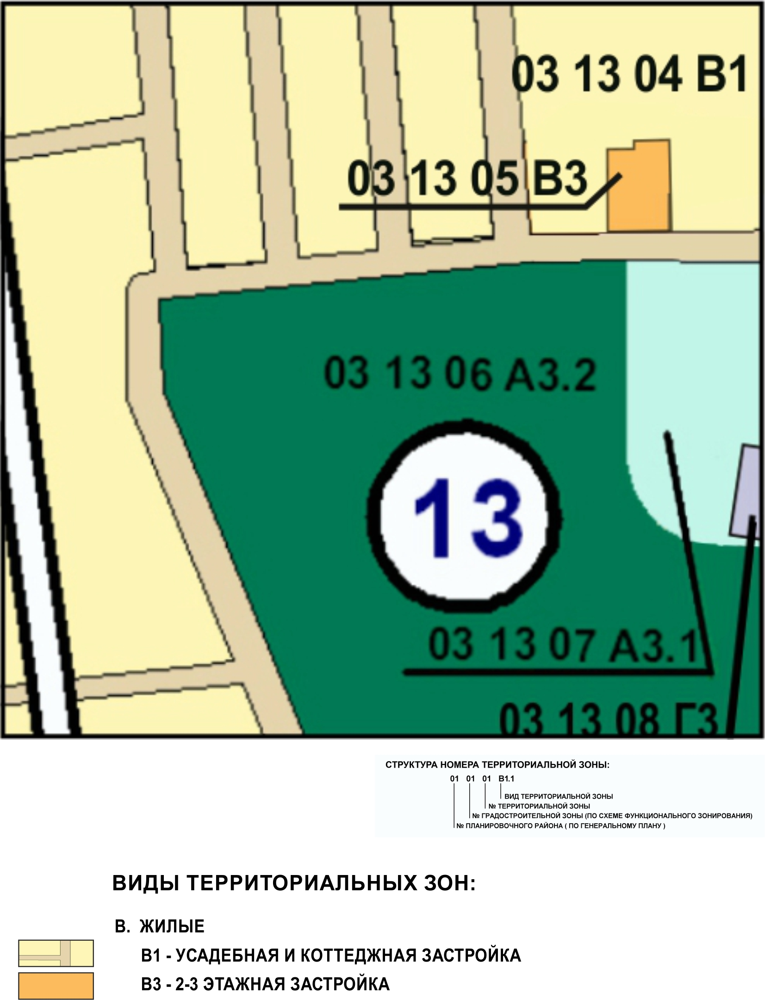 03 13 04 В1
03 13 05 В3
03 13 06 А3.2
13
03 13 07 А3.1
03 13 08 Г3
СТРУКТУРА НОМЕРА ТЕРРИТОРИАЛЬНОЙ ЗОНЫ:
01 01 01 В1.1
ВИД ТЕРРИТОРИАЛЬНОЙ ЗОНЫ
№ ТЕРРИТОРИАЛЬНОЙ ЗОНЫ
№ ГРАДОСТРОИТЕЛЬНОЙ ЗОНЫ (ПО СХЕМЕ ФУНКЦИОНАЛЬНОГО ЗОНИРОВАНИЯ)
№ ПЛАНИРОВОЧНОГО РАЙОНА ( ПО ГЕНЕРАЛЬНОМУ ПЛАНУ )
ВИДЫ ТЕРРИТОРИАЛЬНЫХ ЗОН:
В. ЖИЛЫЕ
В1 - УСАДЕБНАЯ И КОТТЕДЖНАЯ ЗАСТРОЙКА
В3 - 2-3 ЭТАЖНАЯ ЗАСТРОЙКА